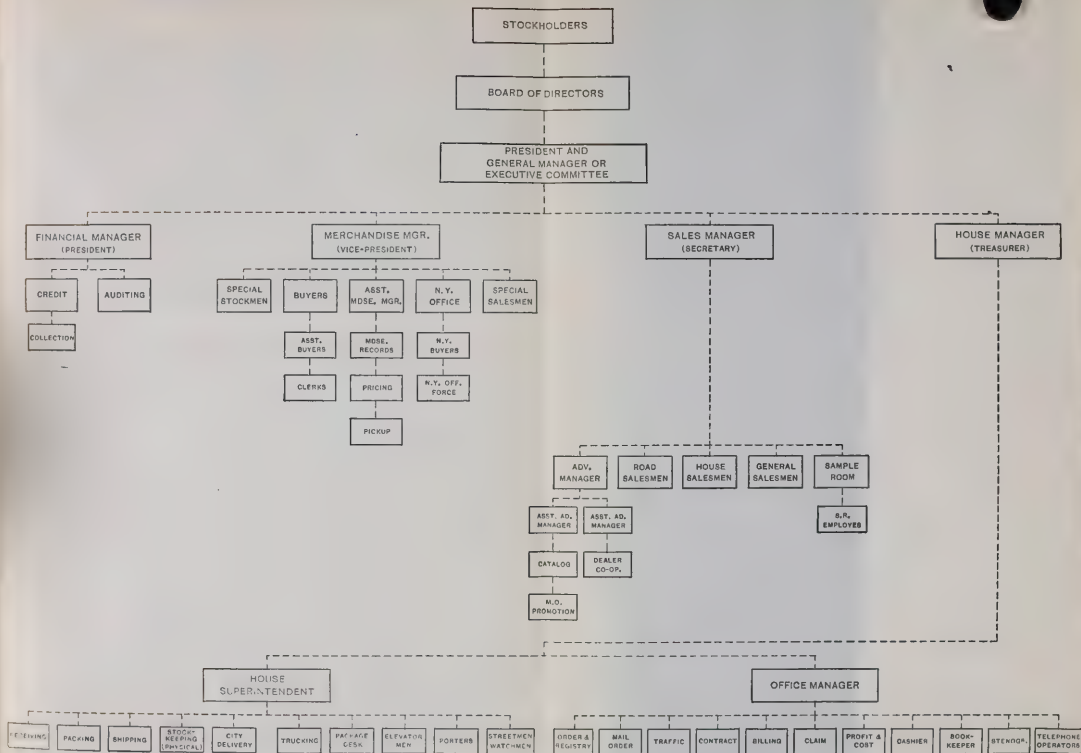 STOCKHOLDERS
BOARD OF DIRECTORS
PRESIDENT AND
GENERAL MANAGER OR
EXECUTIVE COMMITTEE
FINANCIAL MANAGER
(PRESIDENT)
MERCHANDISE MGR.
(VICE-PRESIDENT)
SALES MANAGER
(SECRETARY)
HOUSE MANAGER
(TREASURER)
CREDIT
AUDITING
COLLECTION
SPECIAL
STOCKMEN
BUYERS
ASST.
MDSE. MGR.
N.Y.
OFFICE
SPECIAL
SALESMEN
ASST.
BUYERS
MDSE.
RECORDS
N.Y.
BUYERS
CLERKS
PRICING
N.Y. OFF.
FORCE
PICKUP
ADV.
MANAGER
ROAD
SALESMEN
HOUSE
SALESMEN
GENERAL
SALESMEN
SAMPLE
ROOM
ASST. AD.
MANAGER
ASST. AD.
MANAGER
S.R.
EMPLOYES
CATALOG
DEALER
CO-OP.
M.O.
PROMOTION
HOUSE
SUPERINTENDENT
OFFICE MANAGER
RECEIVING
PACKING
SHIPPING
STOCK-
KEEPING
(PHYSICAL)
CITY
DELIVERY
TRUCKING
PACKAGE
DESK
ELEVATOR
MEN
PORTERS
STREETMEN
WATCHMEN
ORDER &
REGISTRY
MAIL
ORDER
TRAFFIC
CONTRACT
BILLING
CLAIM
PROFIT &
COST
CASHIER
BOOK-
KEEPER
STENOGR.
TELEPHONE
OPERATOR